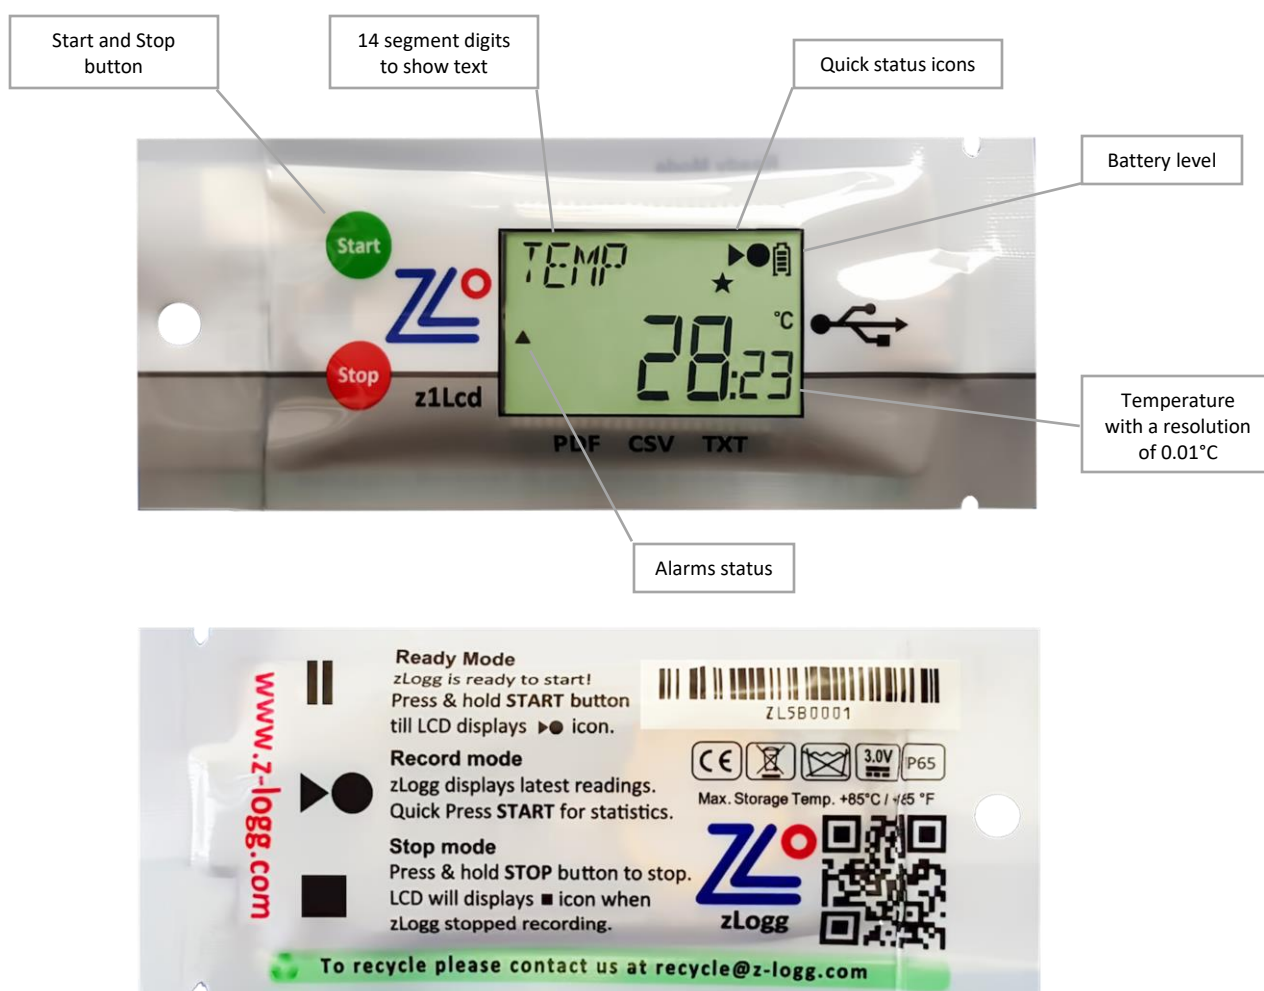 Start and Stop
button
14 segment digits
to show text
Quick status icons
Battery level
Ready Mode
Start
TEMP
°C
28:23
Stop
z1Lcd
PDF CSV TXT
Temperature
with a resolution
of 0.01°C
Alarms status
www.z-logg.com
Ready Mode
zLogg is ready to start!
Press & hold START button
till LCD displays ▶● icon.
Record mode
zLogg displays latest readings.
Quick Press START for statistics.
Stop mode
Press & hold STOP button to stop.
LCD will displays ■ icon when
zLogg stopped recording.
ZL5B0001
CE
3.0V
P65
Max. Storage Temp. +85°C /
°F
zLogg
To recycle please contact us at recycle@z-logg.com